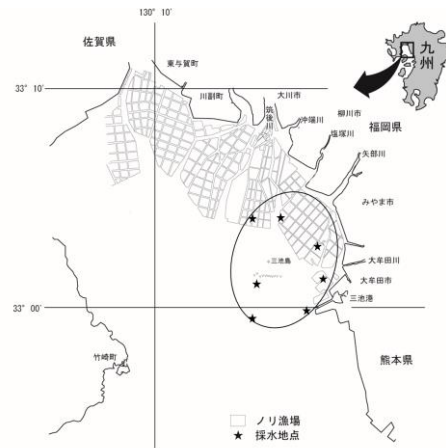 130° 10′
佐賀県
九州
東与賀町
33° 10′
川副町
大川市
筑後川
沖端川
柳川市
塩塚川
福岡県
矢部川
みやま市
三池島
大牟田川
大牟田市
三池港
33° 00′
竹崎町
熊本県
ノリ漁場
★ 採水地点